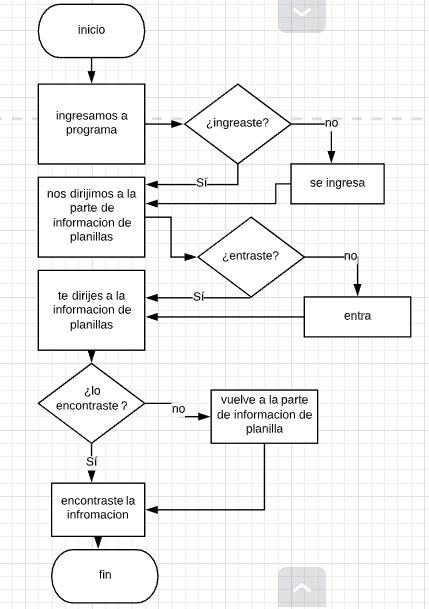 inicio
ingresamos a
programa
¿ingreaste?
no
Sí
se ingresa
nos dirijimos a la
parte de
informacion de
planillas
¿entraste?
no
Sí
entra
te dirijes a la
informacion de
planillas
¿lo
encontraste ?
no
vuelve a la parte
de informacion de
planilla
Sí
encontraste la
infromacion
fin